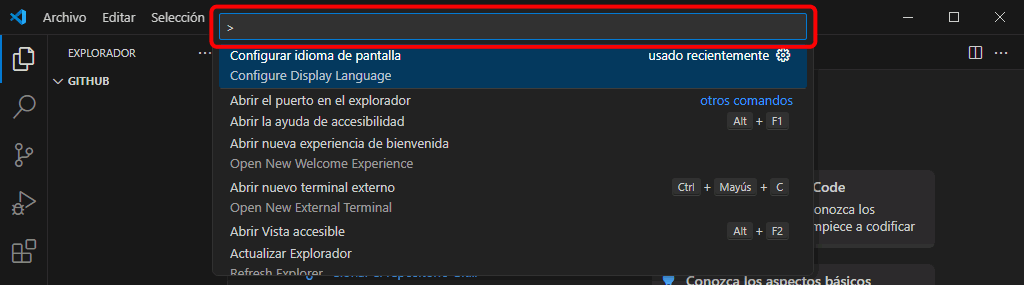 Archivo Editar Selección
>
EXPLORADOR
GITHUB
Configurar idioma de pantalla usado recientemente
Configure Display Language
Abrir el puerto en el explorador otros comandos
Abrir la ayuda de accesibilidad Alt + F1
Abrir nueva experiencia de bienvenida
Open New Welcome Experience
Abrir nuevo terminal externo Ctrl + Mayús + C
Open New External Terminal
Abrir Vista accesible Alt + F2
Actualizar Explorador
Refresh Explorer
Code
onozca los
mpiece a codificar
Conozca los aspectos básicos